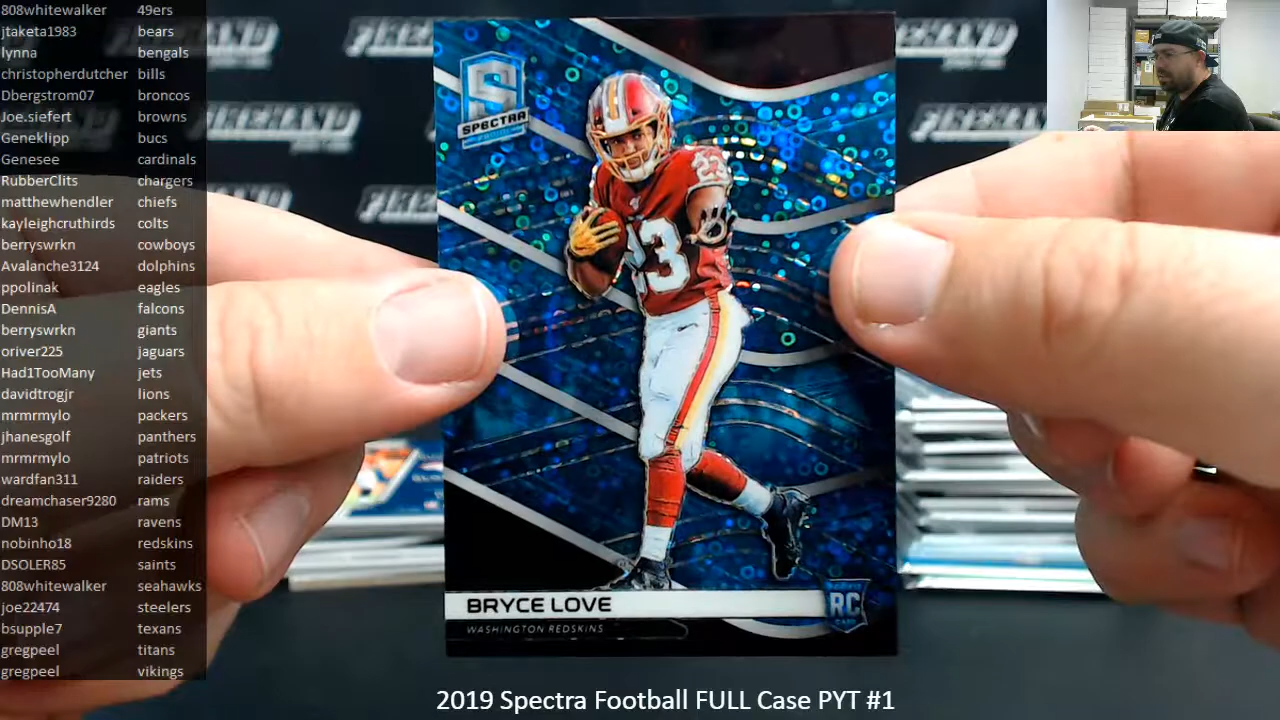 808whitewalker 49ers
jtaketa1983 bears
lynna bengals
christopherdutcher bills
Dbergstrom07 broncos
Joe.siefert browns
Geneklipp bucs
Genesee cardinals
RubberClits chargers
matthewhendler chiefs
kayleighcruthirds colts
berryswrkn cowboys
Avalanche3124 dolphins
ppolinak eagles
DennisA falcons
berryswrkn giants
oriver225 jaguars
Had1TooMany jets
davidtrogjr lions
mrmrmylo packers
jhanesgolf panthers
mrmrmylo patriots
wardfan311 raiders
dreamchaser9280 rams
DM13 ravens
nobinho18 redskins
DSOLER85 saints
808whitewalker seahawks
joe22474 steelers
bsupple7 texans
gregpeel titans
gregpeel vikings
FIREHAND
SPECTRA
23
23
BRYCE LOVE
WASHINGTON REDSKINS
RC
2019 Spectra Football FULL Case PYT #1